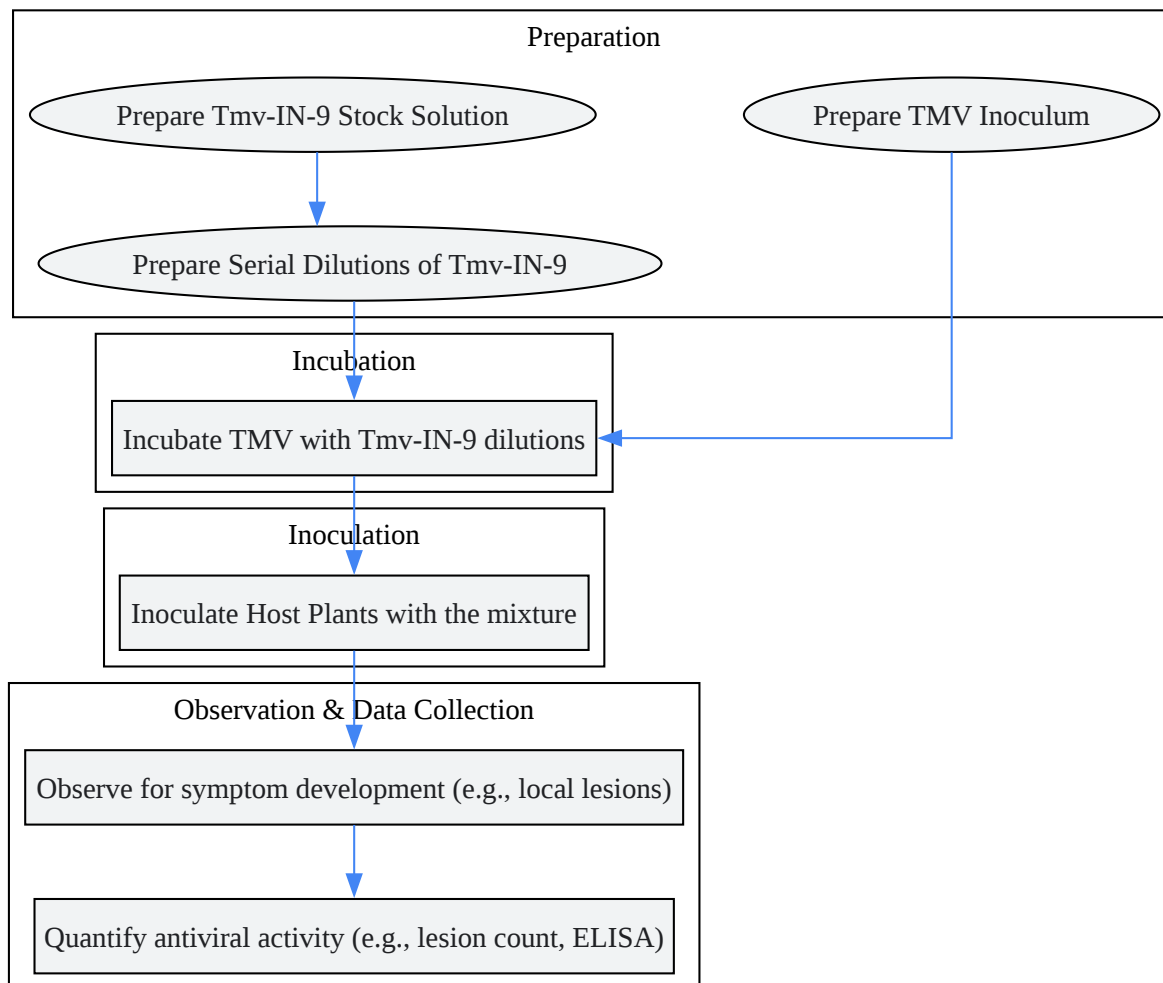 Preparation
Prepare Tmv-IN-9 Stock Solution
Prepare TMV Inoculum
Prepare Serial Dilutions of Tmv-IN-9
Incubation
Incubate TMV with Tmv-IN-9 dilutions
Inoculation
Inoculate Host Plants with the mixture
Observation & Data Collection
Observe for symptom development (e.g., local lesions)
Quantify antiviral activity (e.g., lesion count, ELISA)